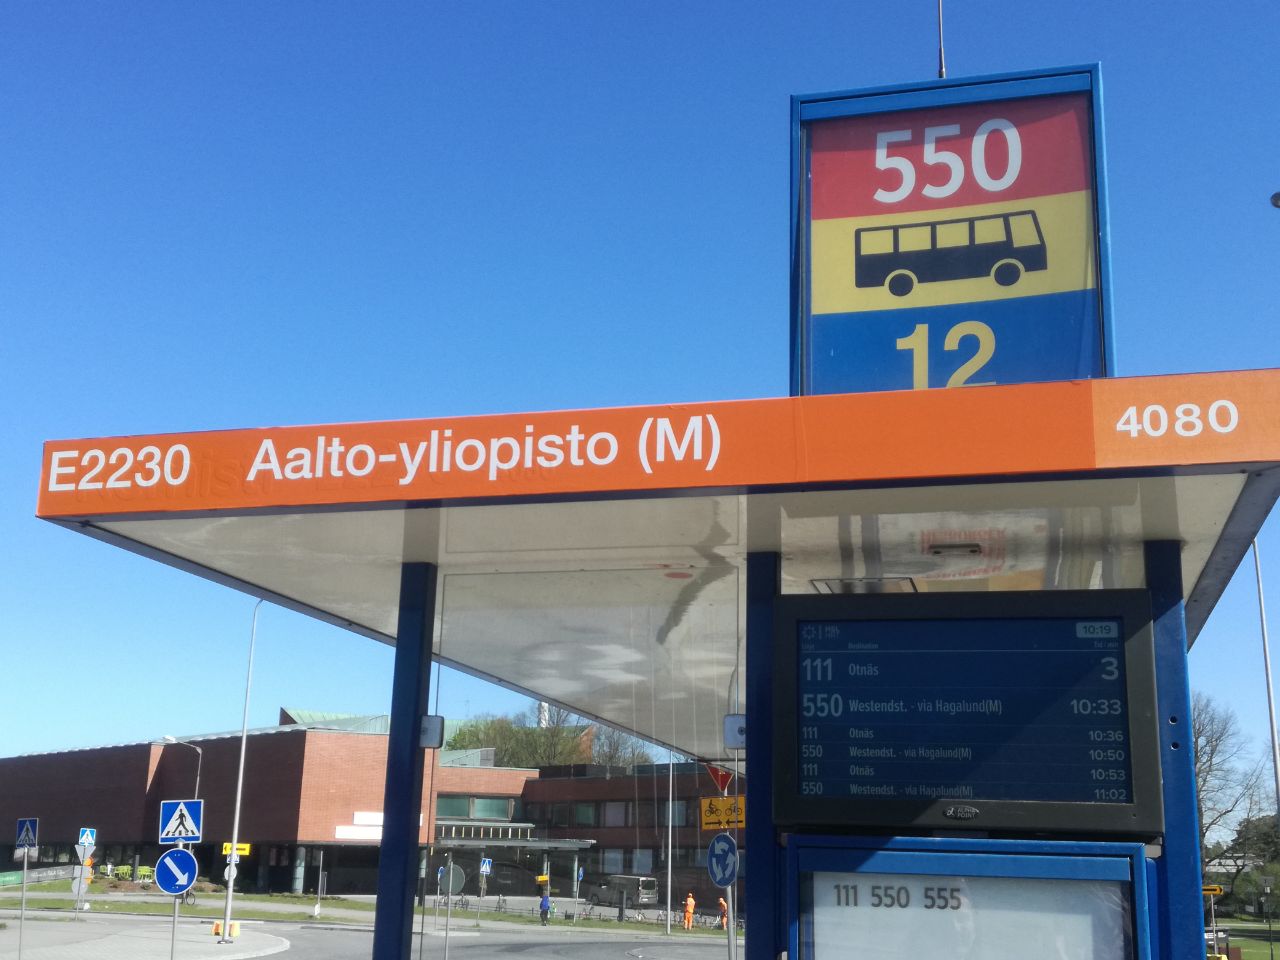 550
12
E2230 Aalto-yliopisto (M) 4080
10:19
111 Otnäs 3
550 Westendst. - via Hagalund(M) 10:33
111 Otnäs 10:36
550 Westendst. - via Hagalund(M) 10:50
111 Otnäs 10:53
550 Westendst. - via Hagalund(M) 11:02
ALPHA
POINT
111 550 555